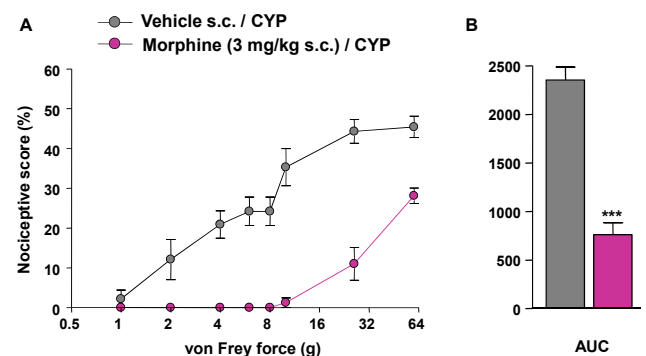 A
Vehicle s.c. / CYP
Morphine (3 mg/kg s.c.) / CYP
B
Nociceptive score (%)
60
50
40
30
20
10
0
0.5 1 2 4 8 16 32 64
von Frey force (g)
2500
2000
1500
1000
500
0
***
AUC